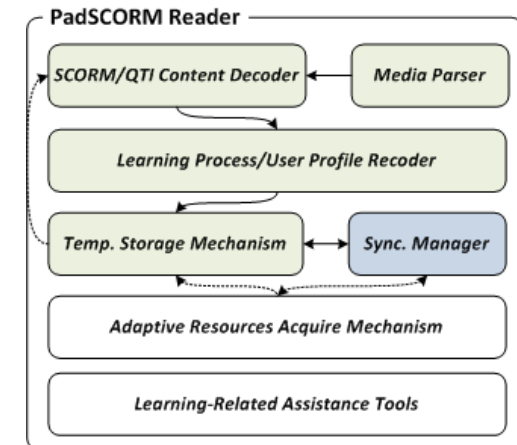 PadSCORM Reader
SCORM/QTI Content Decoder
Media Parser
Learning Process/User Profile Recoder
Temp. Storage Mechanism
Sync. Manager
Adaptive Resources Acquire Mechanism
Learning-Related Assistance Tools